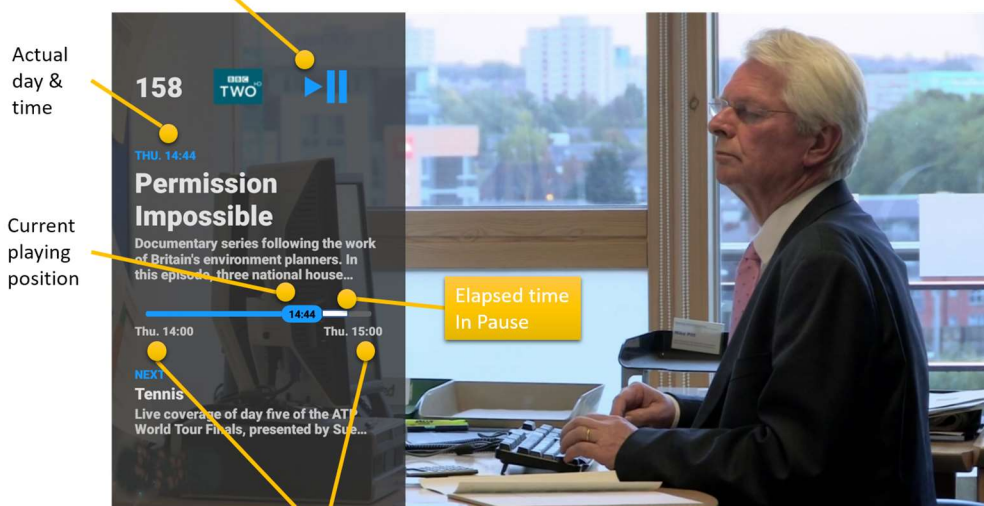 Actual
day &
time
158
BBC
TWO HD
THU. 14:44
Permission
Impossible
Documentary series following the work
of Britain's environment planners. In
this episode, three national house...
Current
playing
position
14:44
Thu. 14:00
Thu. 15:00
Elapsed time
In Pause
NEXT
Tennis
Live coverage of day five of the ATP
World Tour Finals, presented by Sue...